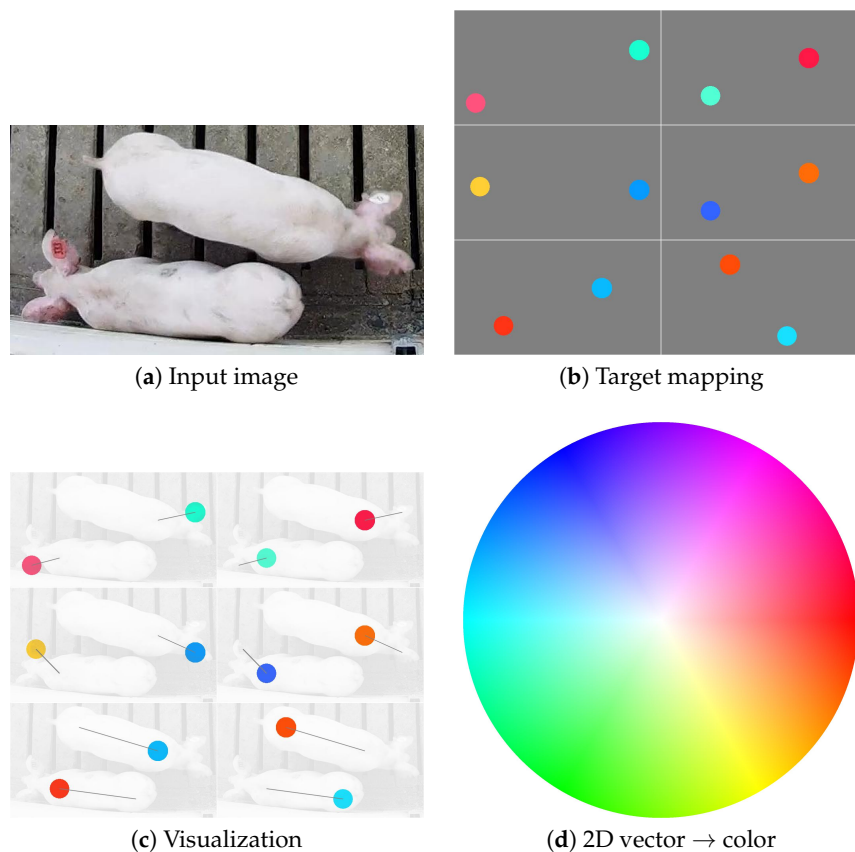 (a) Input image
(b) Target mapping
(c) Visualization
(d) 2D vector → color